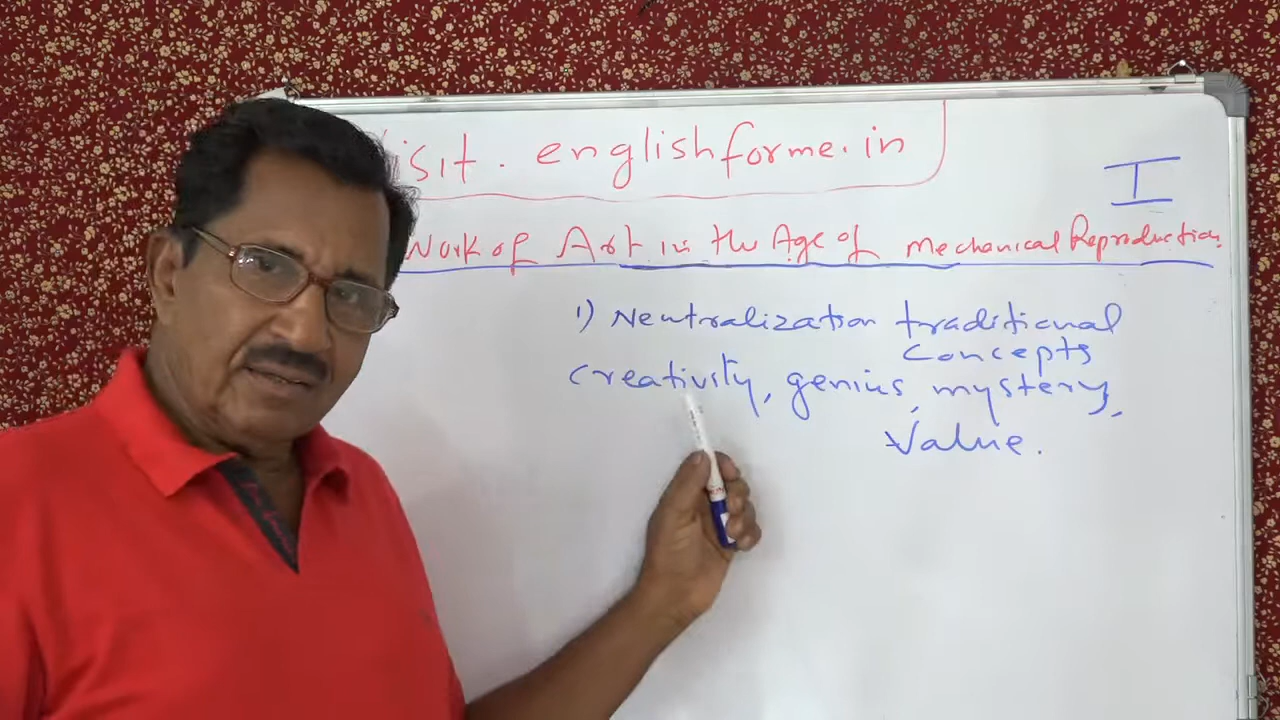 isit. englishforme.in
I
Work of Art in the Age of Mechanical Reproduction
1) Neutralization traditional
concepts
creativity, genius, mystery,
Value.